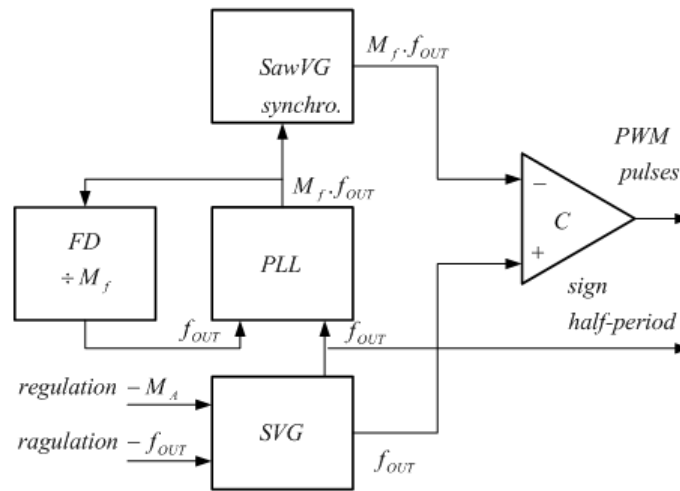 SawVG
synchro.
M_f.f_OUT
PWM
pulses
M_f.f_OUT
FD
÷ M_f
PLL
−
C
+
sign
half-period
f_OUT
f_OUT
regulation − M_A
ragulation − f_OUT
SVG
f_OUT